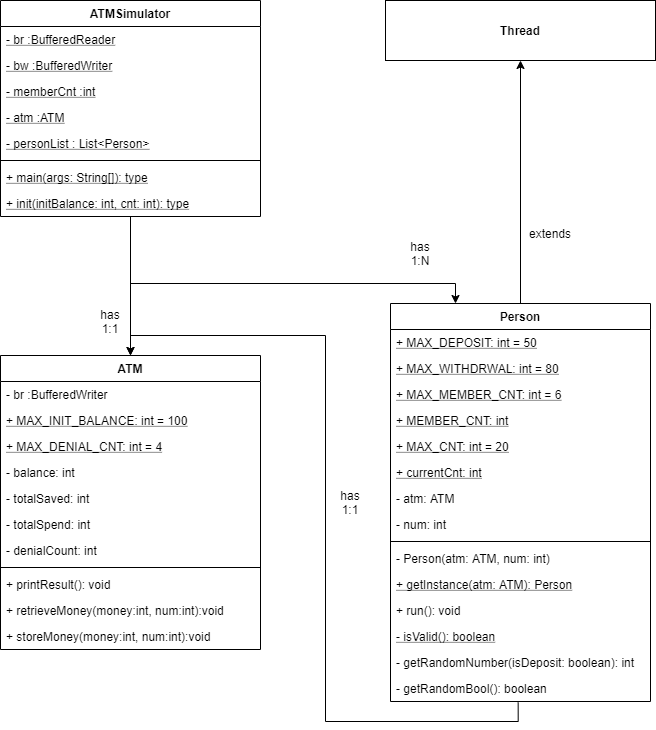 ATMSimulator
- br :BufferedReader
- bw :BufferedWriter
- memberCnt :int
- atm :ATM
- personList : List<Person>
+ main(args: String[]): type
+ init(initBalance: int, cnt: int): type
Thread
extends
has
1:N
has
1:1
ATM
- br :BufferedWriter
+ MAX_INIT_BALANCE: int = 100
+ MAX_DENIAL_CNT: int = 4
- balance: int
- totalSaved: int
- totalSpend: int
- denialCount: int
+ printResult(): void
+ retrieveMoney(money:int, num:int):void
+ storeMoney(money:int, num:int):void
has
1:1
Person
+ MAX_DEPOSIT: int = 50
+ MAX_WITHDRWAL: int = 80
+ MAX_MEMBER_CNT: int = 6
+ MEMBER_CNT: int
+ MAX_CNT: int = 20
+ currentCnt: int
- atm: ATM
- num: int
- Person(atm: ATM, num: int)
+ getInstance(atm: ATM): Person
+ run(): void
- isValid(): boolean
- getRandomNumber(isDeposit: boolean): int
- getRandomBool(): boolean